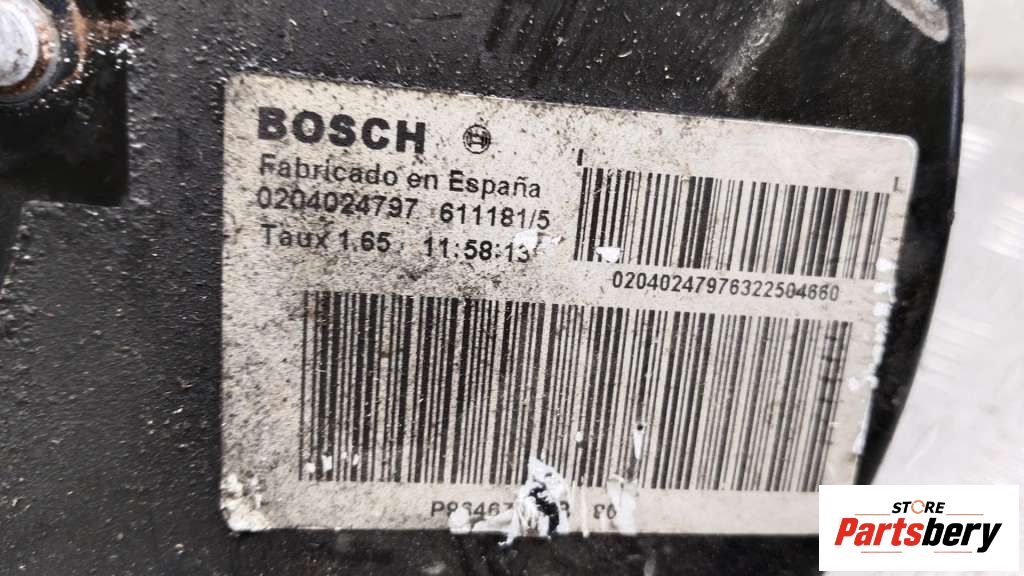 BOSCH
Fabricado en España
0204024797 611181/5
Taux 1.65 11:58:13
02040247976322504660
STORE
Partsbery